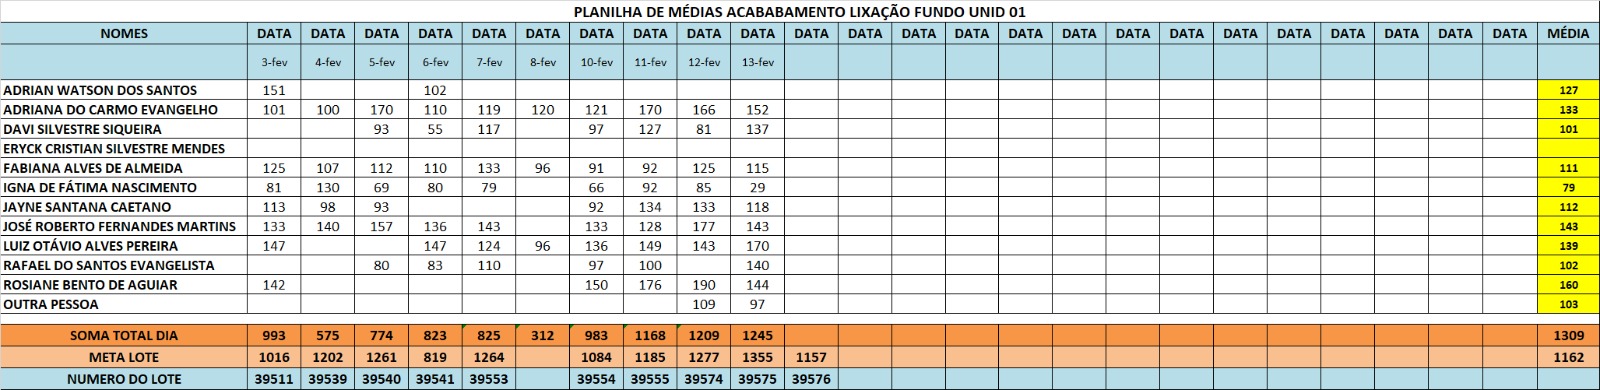 PLANILHA DE MÉDIAS ACABABAMENTO LIXAÇÃO FUNDO UNID 01
NOMES DATA DATA DATA DATA DATA DATA DATA DATA DATA DATA DATA DATA DATA DATA DATA DATA DATA DATA DATA DATA DATA DATA DATA DATA MÉDIA
3-fev 4-fev 5-fev 6-fev 7-fev 8-fev 10-fev 11-fev 12-fev 13-fev
ADRIAN WATSON DOS SANTOS 151 102 127
ADRIANA DO CARMO EVANGELHO 101 100 170 110 119 120 121 170 166 152 133
DAVI SILVESTRE SIQUEIRA 93 55 117 97 127 81 137 101
ERYCK CRISTIAN SILVESTRE MENDES
FABIANA ALVES DE ALMEIDA 125 107 112 110 133 96 91 92 125 115 111
IGNA DE FÁTIMA NASCIMENTO 81 130 69 80 79 66 92 85 29 79
JAYNE SANTANA CAETANO 113 98 93 92 134 133 118 112
JOSÉ ROBERTO FERNANDES MARTINS 133 140 157 136 143 133 128 177 143 143
LUIZ OTÁVIO ALVES PEREIRA 147 147 124 96 136 149 143 170 139
RAFAEL DO SANTOS EVANGELISTA 80 83 110 97 100 140 102
ROSIANE BENTO DE AGUIAR 142 150 176 190 144 160
OUTRA PESSOA 109 97 103
SOMA TOTAL DIA 993 575 774 823 825 312 983 1168 1209 1245 1309
META LOTE 1016 1202 1261 819 1264 1084 1185 1277 1355 1157 1162
NUMERO DO LOTE 39511 39539 39540 39541 39553 39554 39555 39574 39575 39576